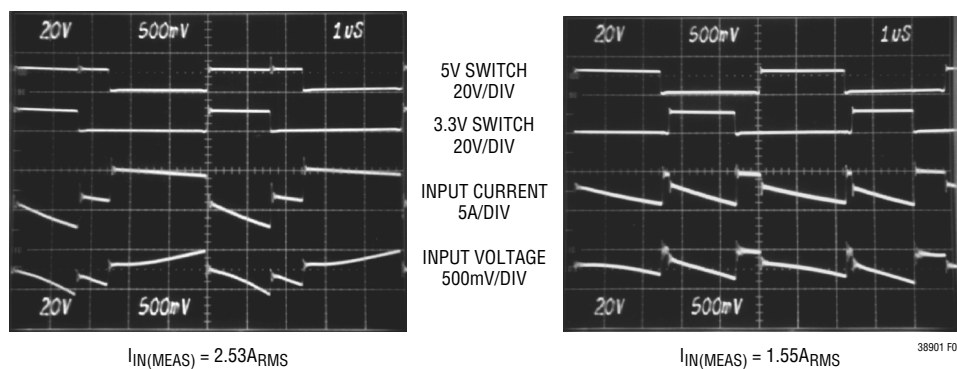 20V 500mV 1uS
5V SWITCH
20V/DIV
3.3V SWITCH
20V/DIV
INPUT CURRENT
5A/DIV
INPUT VOLTAGE
500mV/DIV
20V 500mV
IIN(MEAS) = 2.53ARMS
20V 500mV 1uS
20V 500mV
IIN(MEAS) = 1.55ARMS
38901 F0